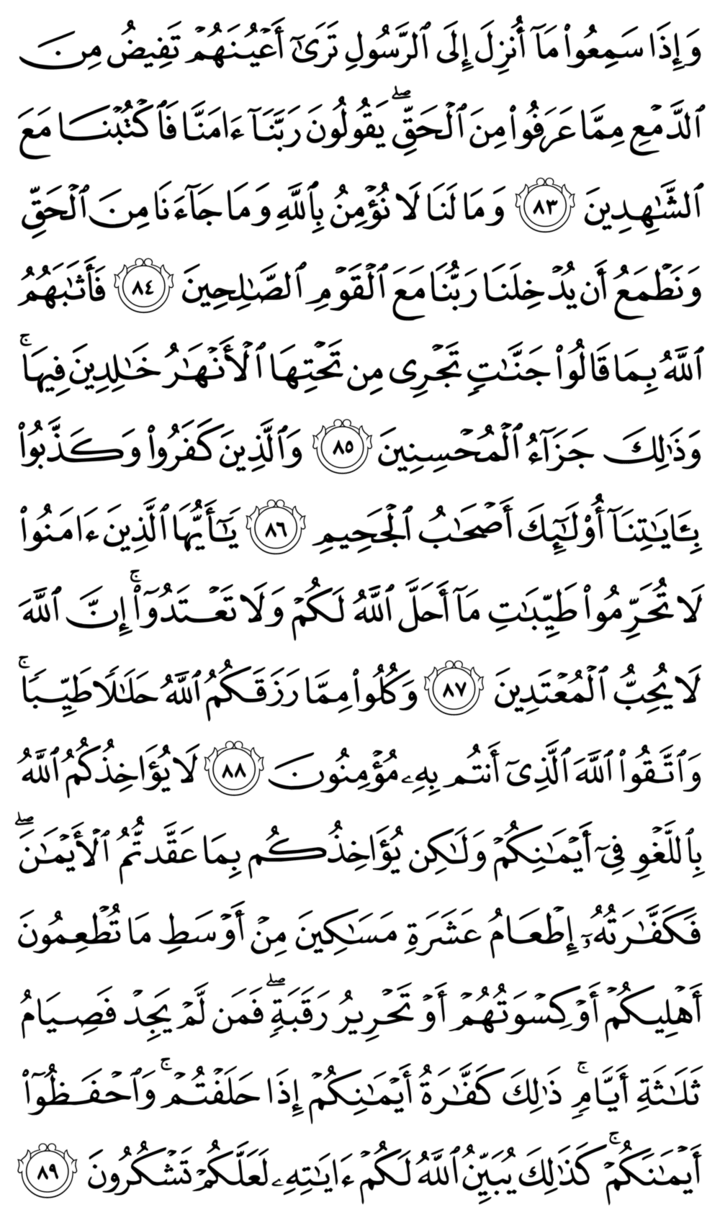 وَإِذَا سَمِعُوا۟ مَآ أُنزِلَ إِلَى ٱلرَّسُولِ تَرَىٰٓ أَعْيُنَهُمْ تَفِيضُ مِنَ
ٱلدَّمْعِ مِمَّا عَرَفُوا۟ مِنَ ٱلْحَقِّ ۖ يَقُولُونَ رَبَّنَآ ءَامَنَّا فَٱكْتُبْنَا مَعَ
ٱلشَّـٰهِدِينَ ٨٣ وَمَا لَنَا لَا نُؤْمِنُ بِٱللَّهِ وَمَا جَآءَنَا مِنَ ٱلْحَقِّ
وَنَطْمَعُ أَن يُدْخِلَنَا رَبُّنَا مَعَ ٱلْقَوْمِ ٱلصَّـٰلِحِينَ ٨٤ فَأَثَـٰبَهُمُ
ٱللَّهُ بِمَا قَالُوا۟ جَنَّـٰتٍ تَجْرِى مِن تَحْتِهَا ٱلْأَنْهَـٰرُ خَـٰلِدِينَ فِيهَا ۚ
وَذَٰلِكَ جَزَآءُ ٱلْمُحْسِنِينَ ٨٥ وَٱلَّذِينَ كَفَرُوا۟ وَكَذَّبُوا۟
بِـَٔايَـٰتِنَآ أُو۟لَـٰٓئِكَ أَصْحَـٰبُ ٱلْجَحِيمِ ٨٦ يَـٰٓأَيُّهَا ٱلَّذِينَ ءَامَنُوا۟
لَا تُحَرِّمُوا۟ طَيِّبَـٰتِ مَآ أَحَلَّ ٱللَّهُ لَكُمْ وَلَا تَعْتَدُوٓا۟ ۚ إِنَّ ٱللَّهَ
لَا يُحِبُّ ٱلْمُعْتَدِينَ ٨٧ وَكُلُوا۟ مِمَّا رَزَقَكُمُ ٱللَّهُ حَلَـٰلًا طَيِّبًا ۚ
وَٱتَّقُوا۟ ٱللَّهَ ٱلَّذِىٓ أَنتُم بِهِۦ مُؤْمِنُونَ ٨٨ لَا يُؤَاخِذُكُمُ ٱللَّهُ
بِٱللَّغْوِ فِىٓ أَيْمَـٰنِكُمْ وَلَـٰكِن يُؤَاخِذُكُم بِمَا عَقَّدتُّمُ ٱلْأَيْمَـٰنَ ۖ
فَكَفَّـٰرَتُهُۥٓ إِطْعَامُ عَشَرَةِ مَسَـٰكِينَ مِنْ أَوْسَطِ مَا تُطْعِمُونَ
أَهْلِيكُمْ أَوْ كِسْوَتُهُمْ أَوْ تَحْرِيرُ رَقَبَةٍ ۖ فَمَن لَّمْ يَجِدْ فَصِيَامُ
ثَلَـٰثَةِ أَيَّامٍ ۚ ذَٰلِكَ كَفَّـٰرَةُ أَيْمَـٰنِكُمْ إِذَا حَلَفْتُمْ ۚ وَٱحْفَظُوٓا۟
أَيْمَـٰنَكُمْ ۚ كَذَٰلِكَ يُبَيِّنُ ٱللَّهُ لَكُمْ ءَايَـٰتِهِۦ لَعَلَّكُمْ تَشْكُرُونَ ٨٩